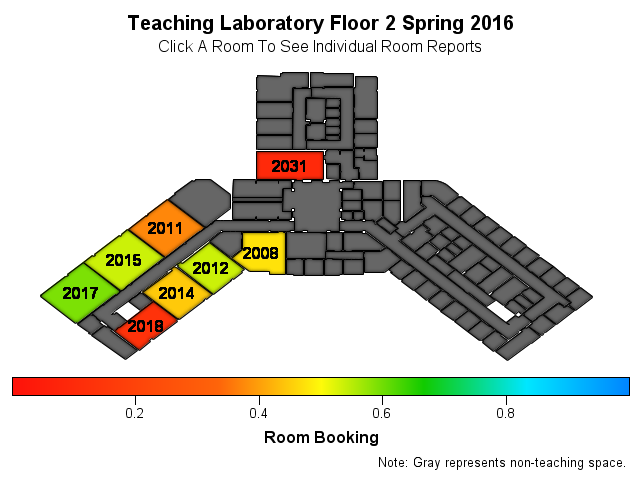 Teaching Laboratory Floor 2 Spring 2016
Click A Room To See Individual Room Reports
2031
2011
2015
2012
2008
2017
2014
2018
0.2 0.4 0.6 0.8
Room Booking
Note: Gray represents non-teaching space.